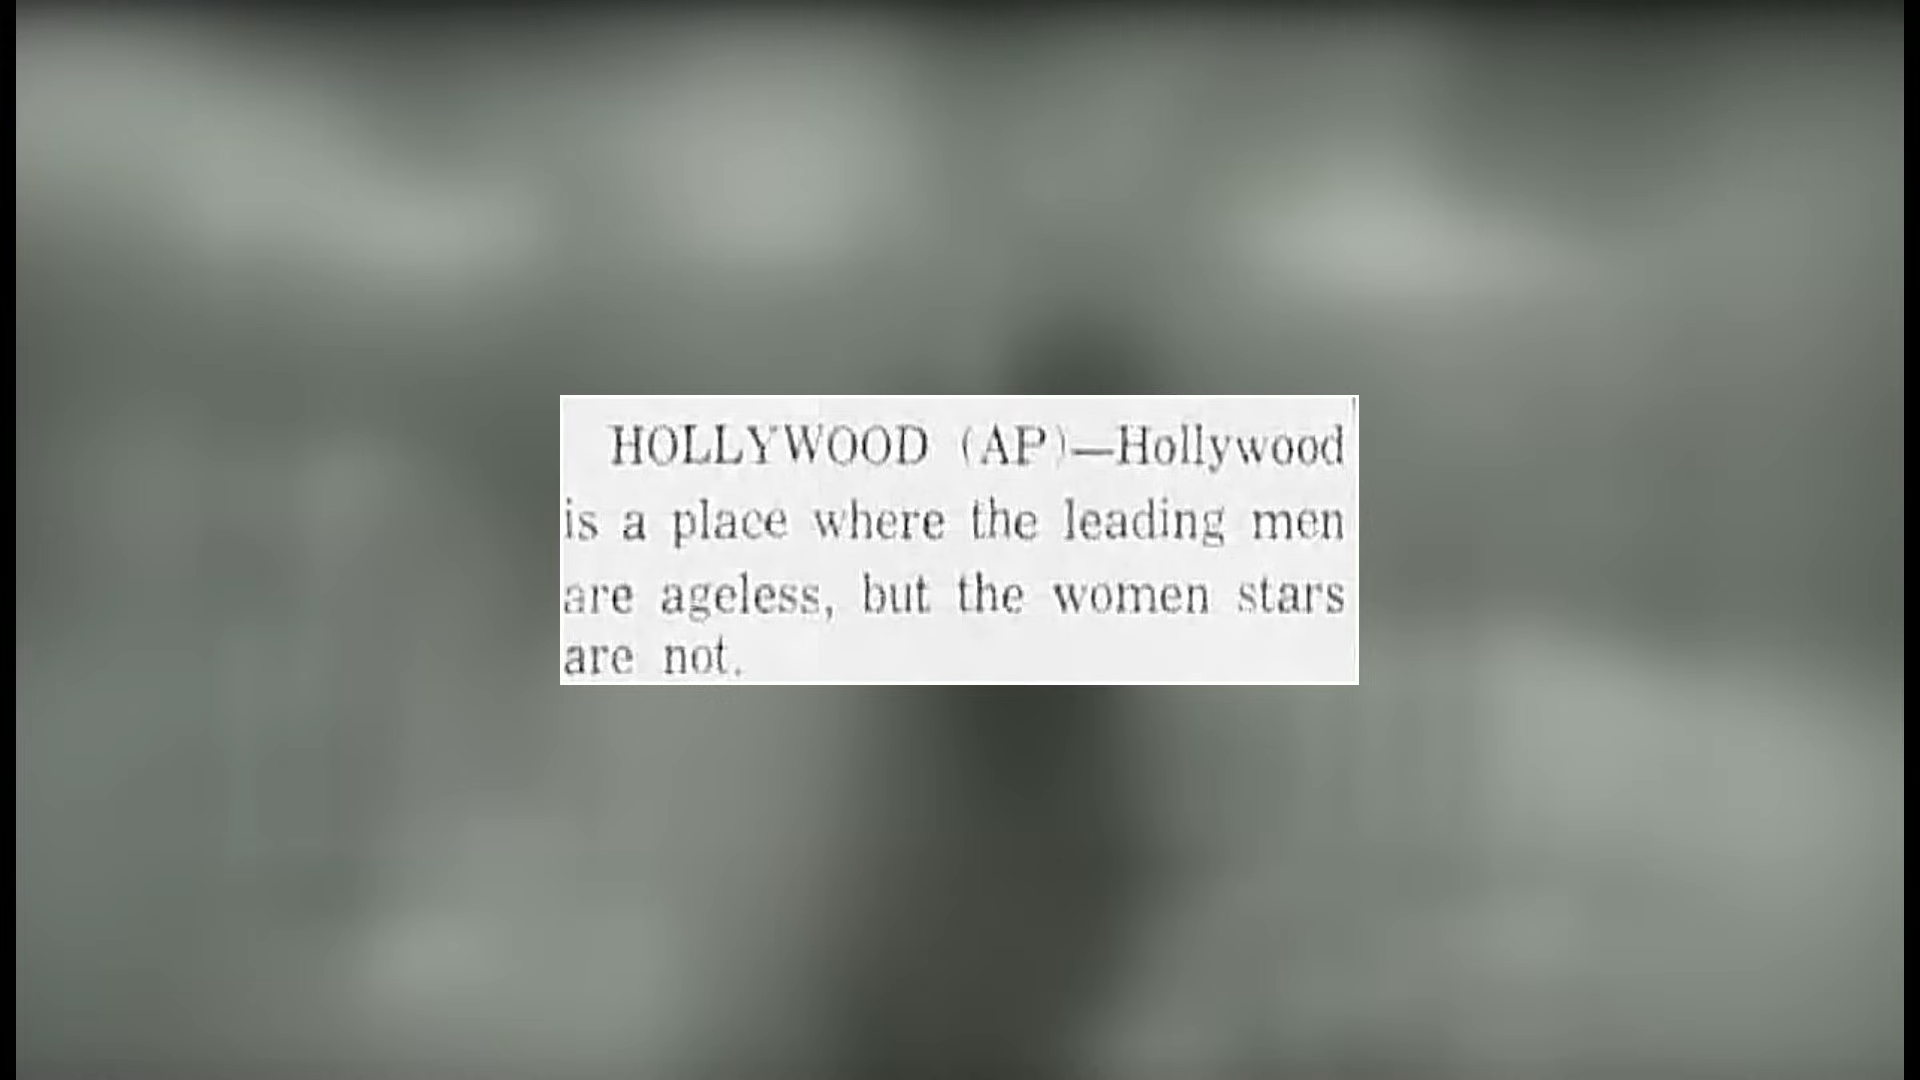 HOLLYWOOD (AP)—Hollywood
is a place where the leading men
are ageless, but the women stars
are not.